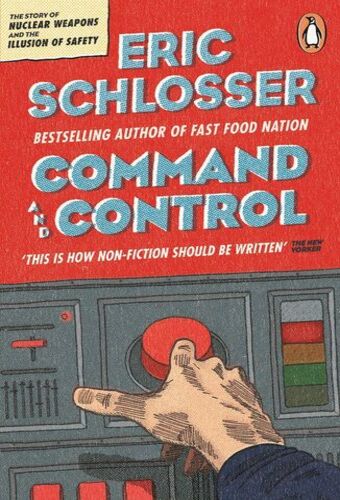 THE STORY OF
NUCLEAR WEAPONS
AND THE
ILLUSION OF SAFETY
ERIC
SCHLOSSER
BESTSELLING AUTHOR OF FAST FOOD NATION
COMMAND
AND CONTROL
'THIS IS HOW NON-FICTION SHOULD BE WRITTEN' THE NEW YORKER